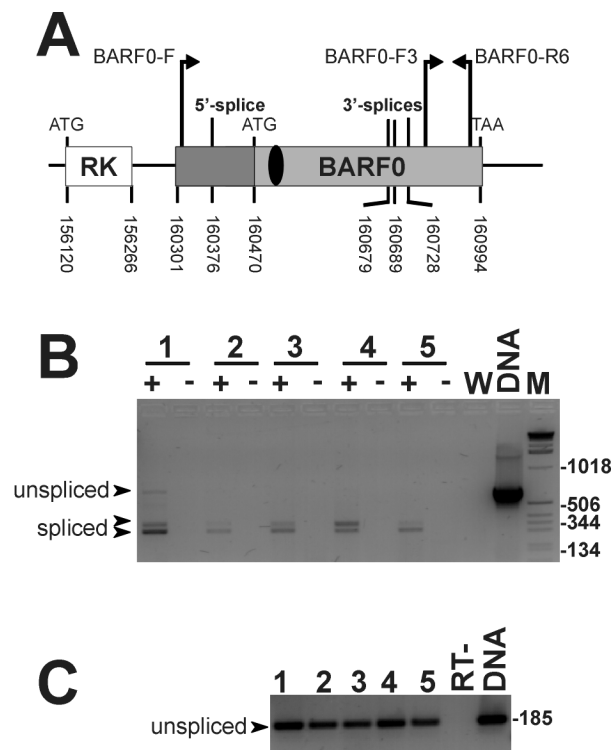 A
BARF0-F
BARF0-F3
BARF0-R6
5'-splice
3'-splices
ATG
ATG
TAA
RK
BARF0
156120
156266
160301
160376
160470
160679
160689
160728
160994
B
1 2 3 4 5
+ - + - + - + - + - W DNA M
unspliced
spliced
-1018
-506
-344
-134
C
1 2 3 4 5 RT- DNA
unspliced
-185